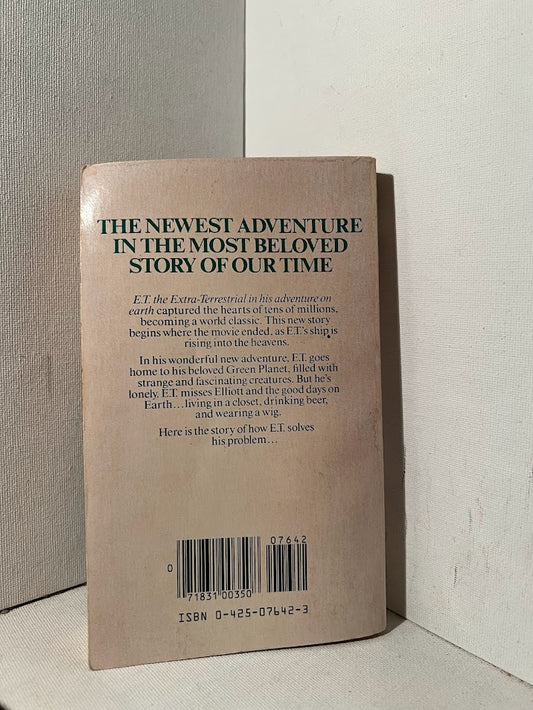 THE NEWEST ADVENTURE
IN THE MOST BELOVED
STORY OF OUR TIME
E.T. the Extra-Terrestrial in his adventure on
earth captured the hearts of tens of millions,
becoming a world classic. This new story
begins where the movie ended, as E.T.'s ship is
rising into the heavens.
In his wonderful new adventure, E.T. goes
home to his beloved Green Planet, filled with
strange and fascinating creatures. But he's
lonely. E.T. misses Elliott and the good days on
Earth...living in a closet, drinking beer,
and wearing a wig.
Here is the story of how E.T. solves
his problem...
07642
0
71831 00350
ISBN 0-425-07642-3